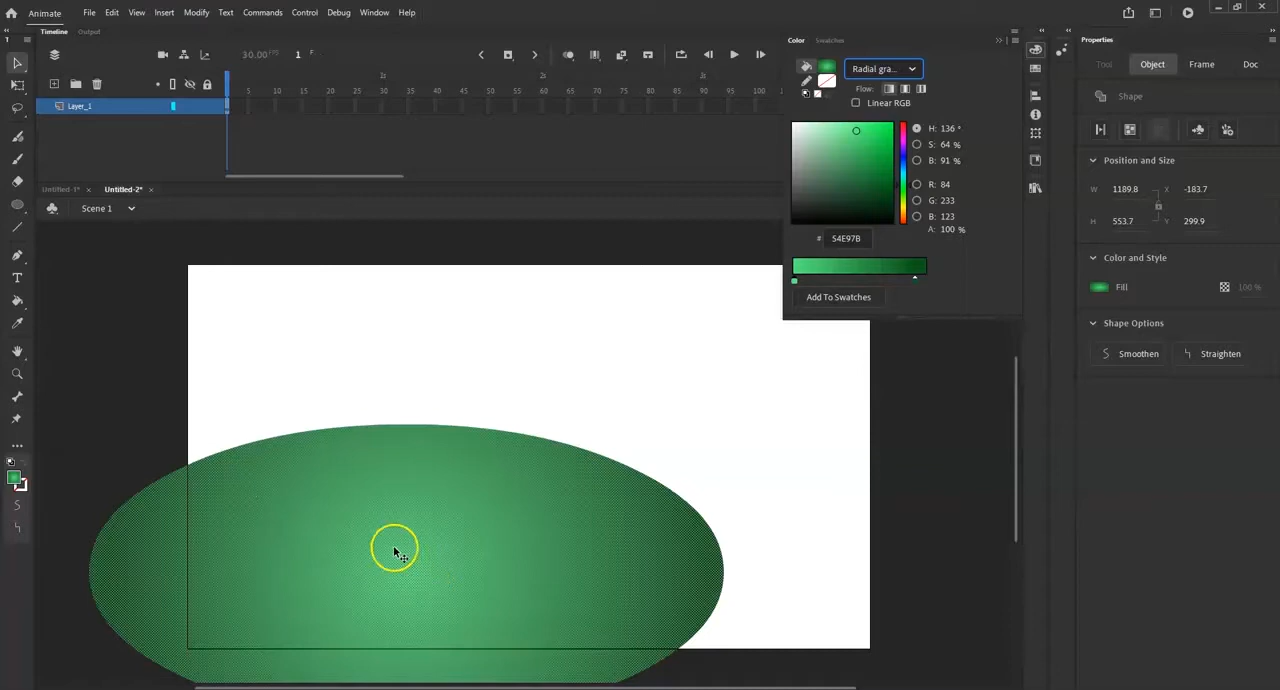 Animate File Edit View Insert Modify Text Commands Control Debug Window Help
Timeline Output
30.00 FPS 1 F
1s 2s 3s
5 10 15 20 25 30 35 40 45 50 55 60 65 70 75 80 85 90 95 100
Layer_1
Untitled-1* × Untitled-2* ×
Scene 1
Color Swatches
Radial gra...
Flow:
Linear RGB
H: 136 °
S: 64 %
B: 91 %
R: 84
G: 233
B: 123
A: 100 %
# 54E97B
Add To Swatches
Properties
Tool Object Frame Doc
Shape
Position and Size
W 1189.8 X -183.7
H 553.7 Y 299.9
Color and Style
Fill 100 %
Shape Options
Smoothen Straighten
T